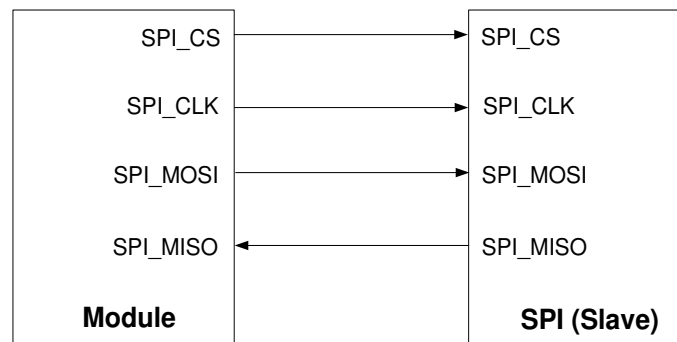 SPI_CS SPI_CS
SPI_CLK SPI_CLK
SPI_MOSI SPI_MOSI
SPI_MISO SPI_MISO
Module SPI (Slave)